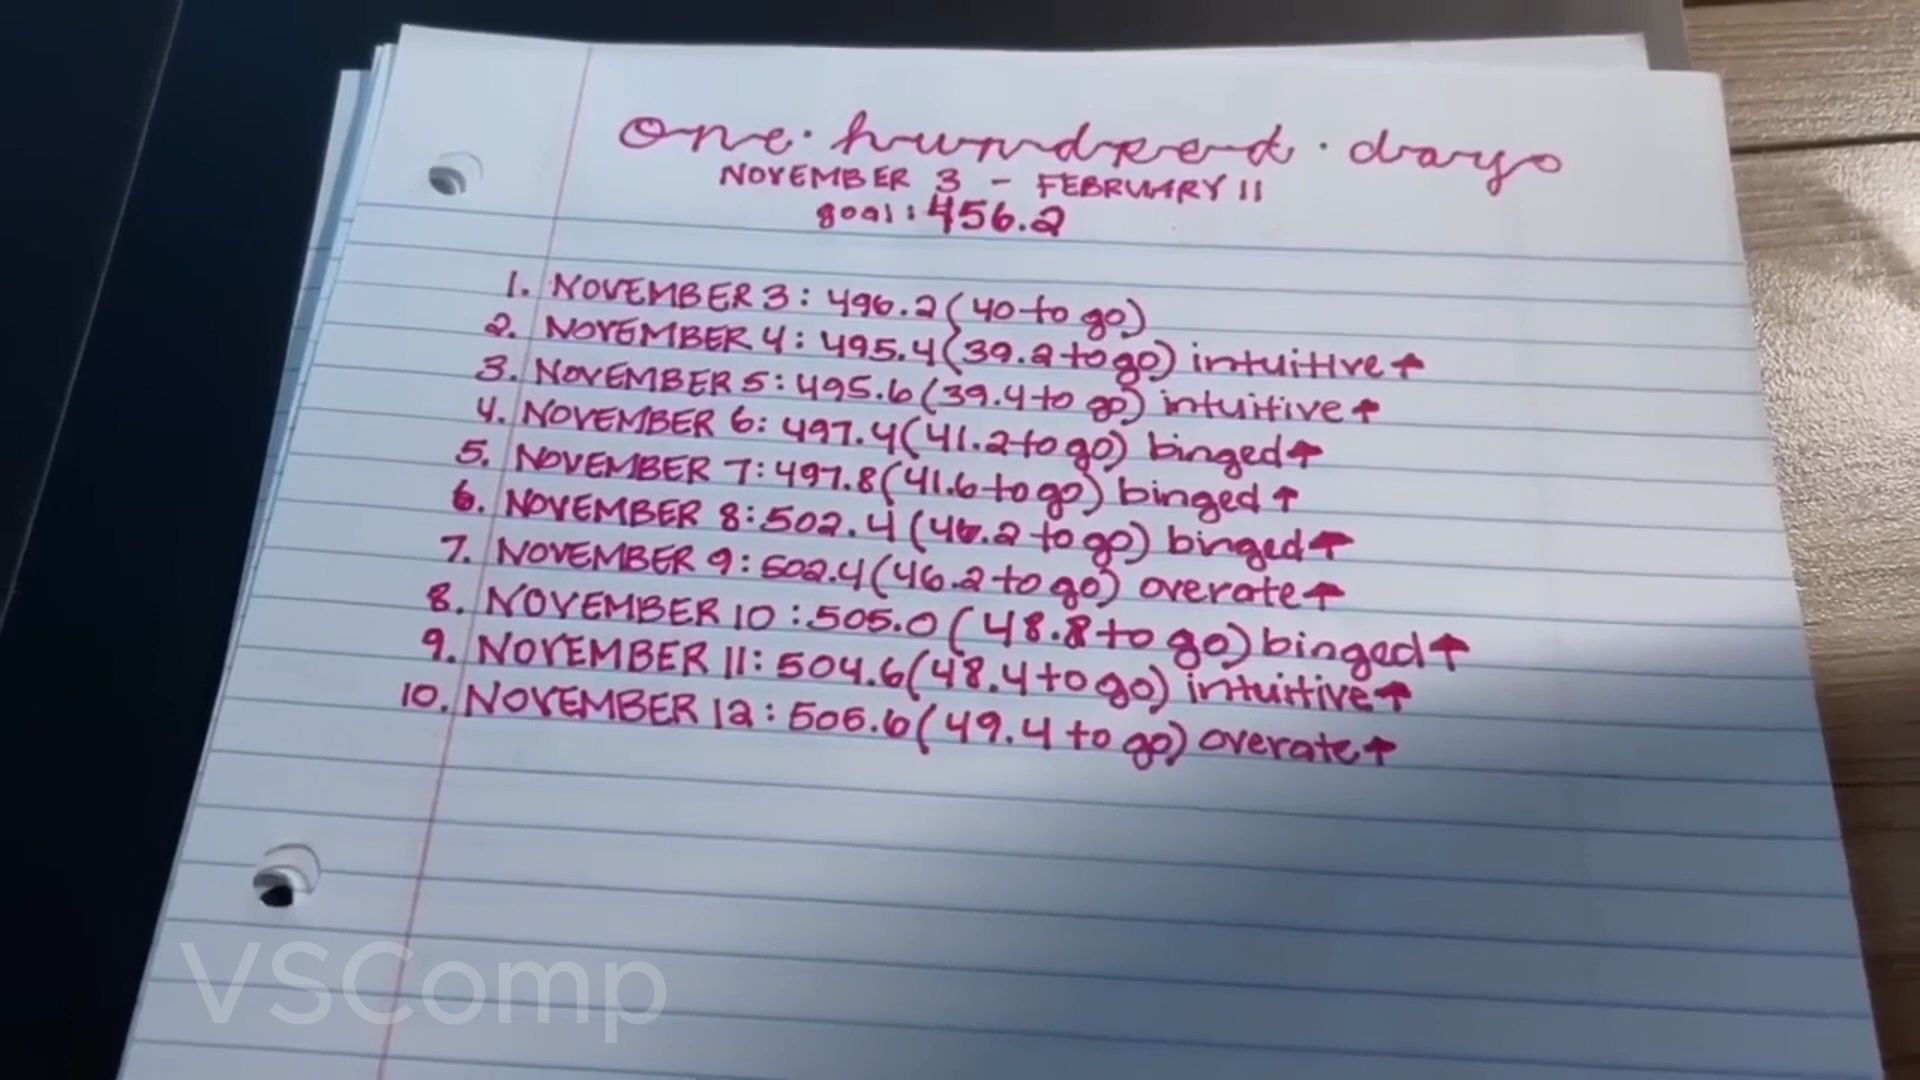 one · hundred · days
NOVEMBER 3 - FEBRUARY 11
goal: 456.2
1. NOVEMBER 3: 496.2 (40 to go)
2. NOVEMBER 4: 495.4 (39.2 to go) intuitive ↑
3. NOVEMBER 5: 495.6 (39.4 to go) intuitive ↑
4. NOVEMBER 6: 497.4 (41.2 to go) binged ↑
5. NOVEMBER 7: 497.8 (41.6 to go) binged ↑
6. NOVEMBER 8: 502.4 (46.2 to go) binged ↑
7. NOVEMBER 9: 502.4 (46.2 to go) overate ↑
8. NOVEMBER 10: 505.0 (48.8 to go) binged ↑
9. NOVEMBER 11: 504.6 (48.4 to go) intuitive ↑
10. NOVEMBER 12: 505.6 (49.4 to go) overate ↑
VSComp